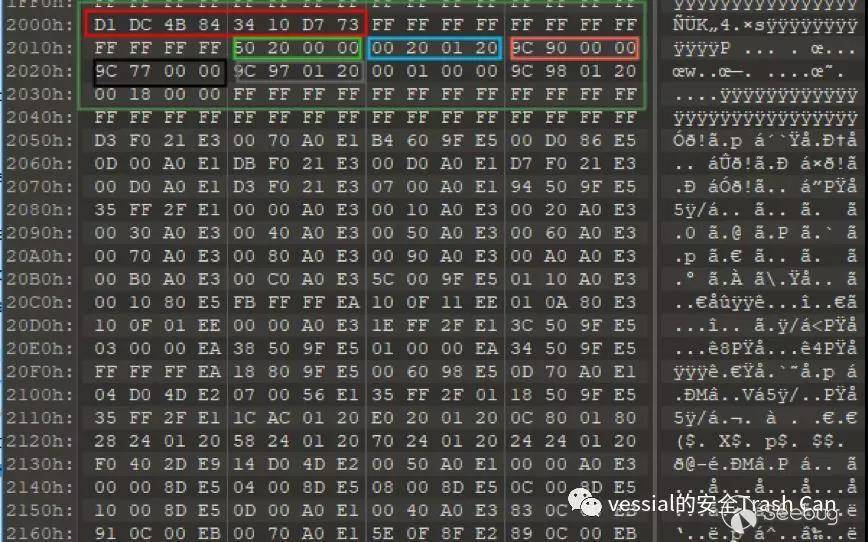 2000h: D1 DC 4B 84 34 10 D7 73 FF FF FF FF FF FF FF FF ÑÜK„4.×sÿÿÿÿÿÿÿÿ
2010h: FF FF FF FF 50 20 00 00 00 20 01 20 9C 90 00 00 ÿÿÿÿP ... . œ...
2020h: 9C 77 00 00 9C 97 01 20 00 01 00 00 9C 98 01 20 œw..œ—. ....œ˜.
2030h: 00 18 00 00 FF FF FF FF FF FF FF FF FF FF FF FF ....ÿÿÿÿÿÿÿÿÿÿÿÿ
2040h: FF FF FF FF FF FF FF FF FF FF FF FF FF FF FF FF ÿÿÿÿÿÿÿÿÿÿÿÿÿÿÿÿ
2050h: D3 F0 21 E3 00 70 A0 E1 B4 60 9F E5 00 D0 86 E5 Óð!ã.p á´`Ÿå.Ð†å
2060h: 0D 00 A0 E1 DB F0 21 E3 00 D0 A0 E1 D7 F0 21 E3 .. áÛð!ã.Ð á×ð!ã
2070h: 00 D0 A0 E1 D3 F0 21 E3 07 00 A0 E1 94 50 9F E5 .Ð áÓð!ã.. á”PŸå
2080h: 35 FF 2F E1 00 00 A0 E3 00 10 A0 E3 00 20 A0 E3 5ÿ/á.. ã.. ã. ã
2090h: 00 30 A0 E3 00 40 A0 E3 00 50 A0 E3 00 60 A0 E3 .0 ã.@ ã.P ã.` ã
20A0h: 00 70 A0 E3 00 80 A0 E3 00 90 A0 E3 00 A0 A0 E3 .p ã.€ ã.. ã. ã
20B0h: 00 B0 A0 E3 00 C0 A0 E3 5C 00 9F E5 01 10 A0 E3 .° ã.À ã\.Ÿå.. ã
20C0h: 00 10 80 E5 FB FF FF EA 10 0F 11 EE 01 0A 80 E3 ..€åûÿÿê...î..€ã
20D0h: 10 0F 01 EE 00 00 A0 E3 1E FF 2F E1 3C 50 9F E5 ...î.. ã.ÿ/á<PŸå
20E0h: 03 00 00 EA 38 50 9F E5 01 00 00 EA 34 50 9F E5 ...ê8PŸå...ê4PŸå
20F0h: FF FF FF EA 18 80 9F E5 00 60 98 E5 0D 70 A0 E1 ÿÿÿê.€Ÿå.`˜å.p á
2100h: 04 D0 4D E2 07 00 56 E1 35 FF 2F 01 18 50 9F E5 .ÐMâ..Vá5ÿ/..PŸå
2110h: 35 FF 2F E1 1C AC 01 20 E0 20 01 20 0C 80 01 80 5ÿ/á.¬. à . .€.€
2120h: 28 24 01 20 58 24 01 20 70 24 01 20 24 24 01 20 ($. X$. p$. $$.
2130h: F0 40 2D E9 14 D0 4D E2 00 50 A0 E1 00 00 A0 E3 ð@-é.ÐMâ.P á.. ã
2140h: 00 00 8D E5 04 00 8D E5 08 00 8D E5 0C 00 8D E5 ...å...å...å...å
2150h: 10 00 8D E5 0D 00 A0 E1 00 40 A0 E3 83 0C 00 EB
2160h: 91 0C 00 EB 00 70 A0 E1 5E 0F 8F E2 89 0C 00 EB ‘..ë.p á^..â‰..ë
vessial的安全Trash Can
Seebug